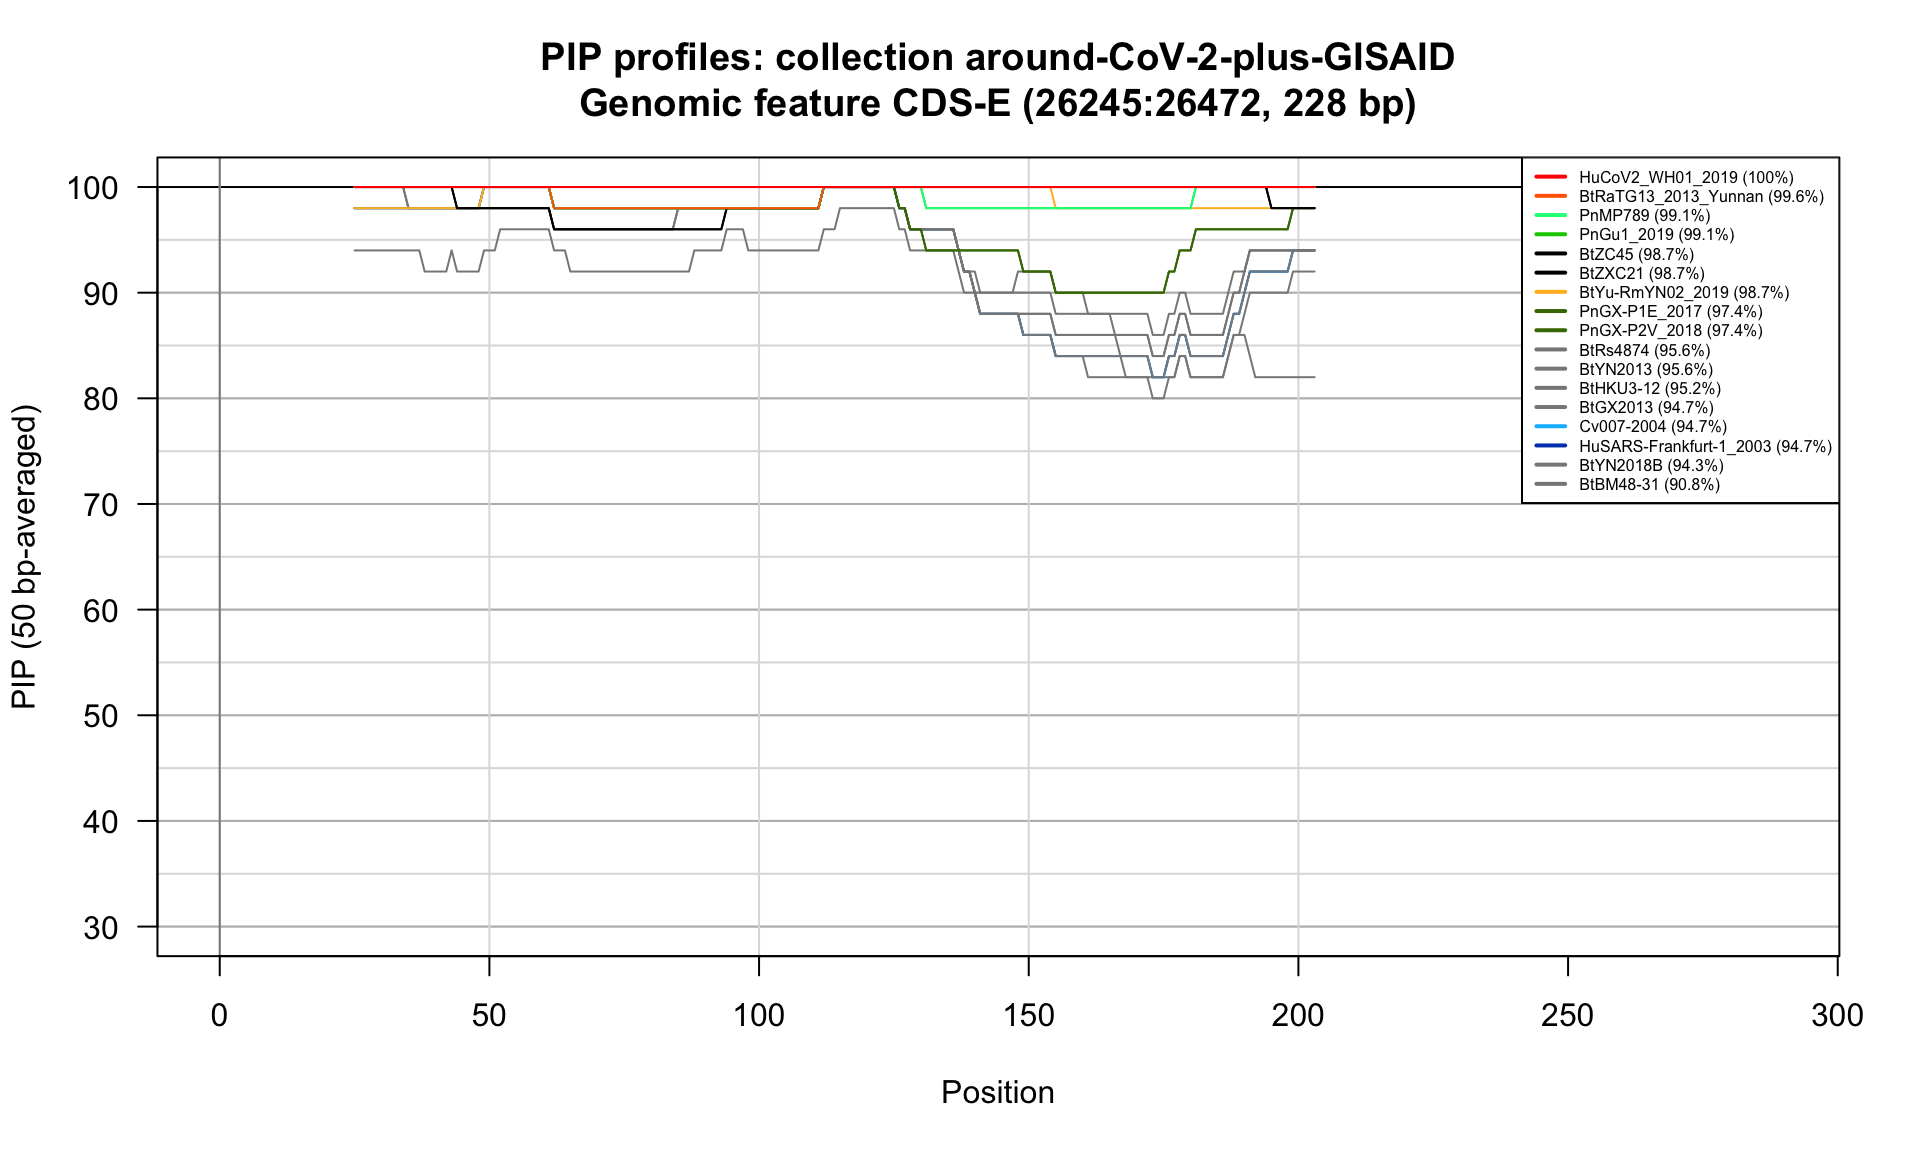 PIP profiles: collection around-CoV-2-plus-GISAID
Genomic feature CDS-E (26245:26472, 228 bp)
PIP (50 bp-averaged)
100
90
80
70
60
50
40
30
HuCoV2_WH01_2019 (100%)
BtRaTG13_2013_Yunnan (99.6%)
PnMP789 (99.1%)
PnGu1_2019 (99.1%)
BtZC45 (98.7%)
BtZXC21 (98.7%)
BtYu-RmYN02_2019 (98.7%)
PnGX-P1E_2017 (97.4%)
PnGX-P2V_2018 (97.4%)
BtRs4874 (95.6%)
BtYN2013 (95.6%)
BtHKU3-12 (95.2%)
BtGX2013 (94.7%)
Cv007-2004 (94.7%)
HuSARS-Frankfurt-1_2003 (94.7%)
BtYN2018B (94.3%)
BtBM48-31 (90.8%)
0 50 100 150 200 250 300
Position